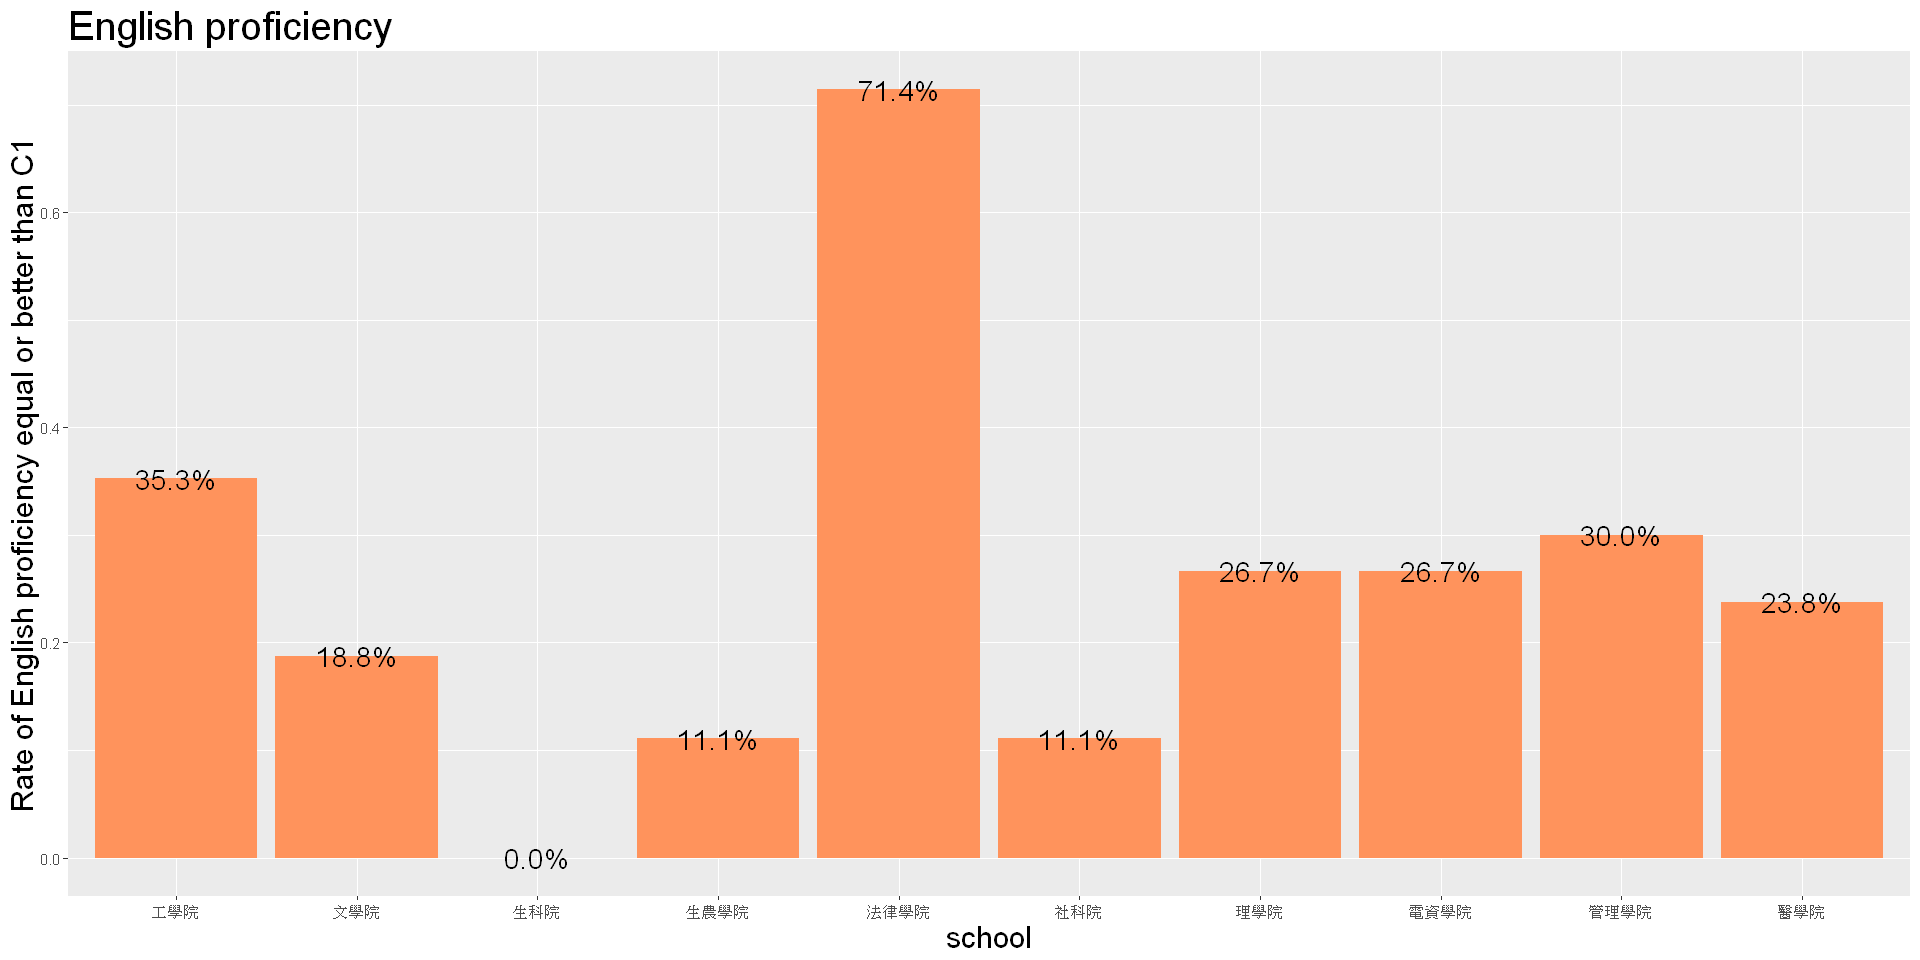 English proficiency
Rate of English proficiency equal or better than C1
0.6
0.4
0.2
0.0
35.3%
18.8%
0.0%
11.1%
71.4%
11.1%
26.7%
26.7%
30.0%
23.8%
工學院
文學院
生科院
生農學院
法律學院
社科院
理學院
電資學院
管理學院
醫學院
school